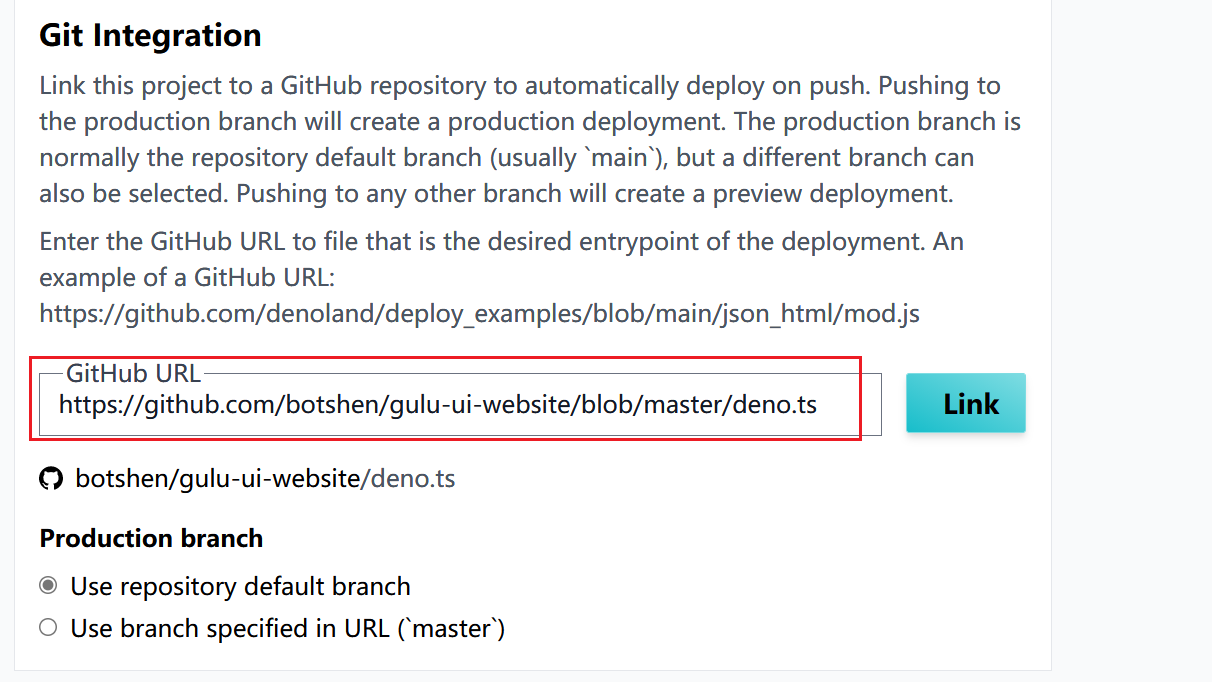 Git Integration
Link this project to a GitHub repository to automatically deploy on push. Pushing to
the production branch will create a production deployment. The production branch is
normally the repository default branch (usually `main`), but a different branch can
also be selected. Pushing to any other branch will create a preview deployment.
Enter the GitHub URL to file that is the desired entrypoint of the deployment. An
example of a GitHub URL:
https://github.com/denoland/deploy_examples/blob/main/json_html/mod.js
GitHub URL
https://github.com/botshen/gulu-ui-website/blob/master/deno.ts
Link
botshen/gulu-ui-website/deno.ts
Production branch
Use repository default branch
Use branch specified in URL (`master`)